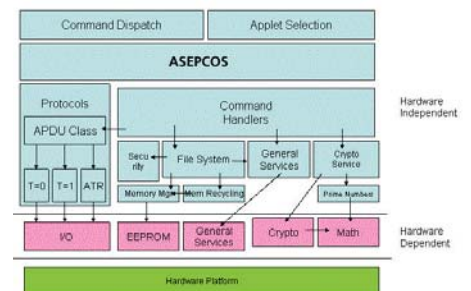 Command Dispatch
Applet Selection
ASEPCOS
Protocols
APDU Class
T=0
T=1
ATR
Command
Handlers
Secu
rity
File System
General
Services
Crypto
Service
Memory Mgr
Mem Recycling
Prime Numbers
Hardware
Independent
I/O
EEPROM
General
Services
Crypto
Math
Hardware
Dependent
Hardware Platform